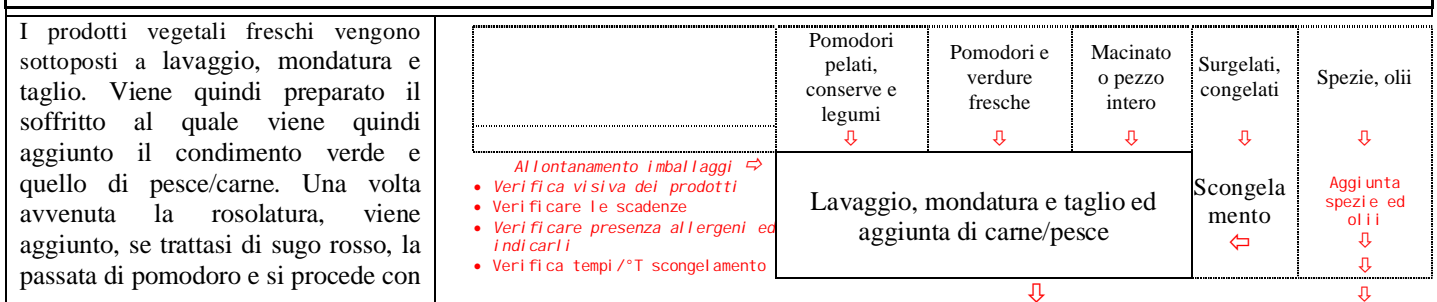 I prodotti vegetali freschi vengono
sottoposti a lavaggio, mondatura e
taglio. Viene quindi preparato il
soffritto al quale viene quindi
aggiunto il condimento verde e
quello di pesce/carne. Una volta
avvenuta la rosolatura, viene
aggiunto, se trattasi di sugo rosso, la
passata di pomodoro e si procede con
Pomodori
pelati,
conserve e
legumi
⇩
Pomodori e
verdure
fresche
⇩
Macinato
o pezzo
intero
⇩
Surgelati,
congelati
⇩
Spezie, olii
⇩
Allontanamento imballaggi ⇨
• Verifica visiva dei prodotti
• Verificare le scadenze
• Verificare presenza allergeni ed
indicarli
• Verifica tempi/°T scongelamento
Lavaggio, mondatura e taglio ed
aggiunta di carne/pesce
Scongela
mento
⇦
Aggiunta
spezie ed
olii
⇩
⇩
⇩
⇩